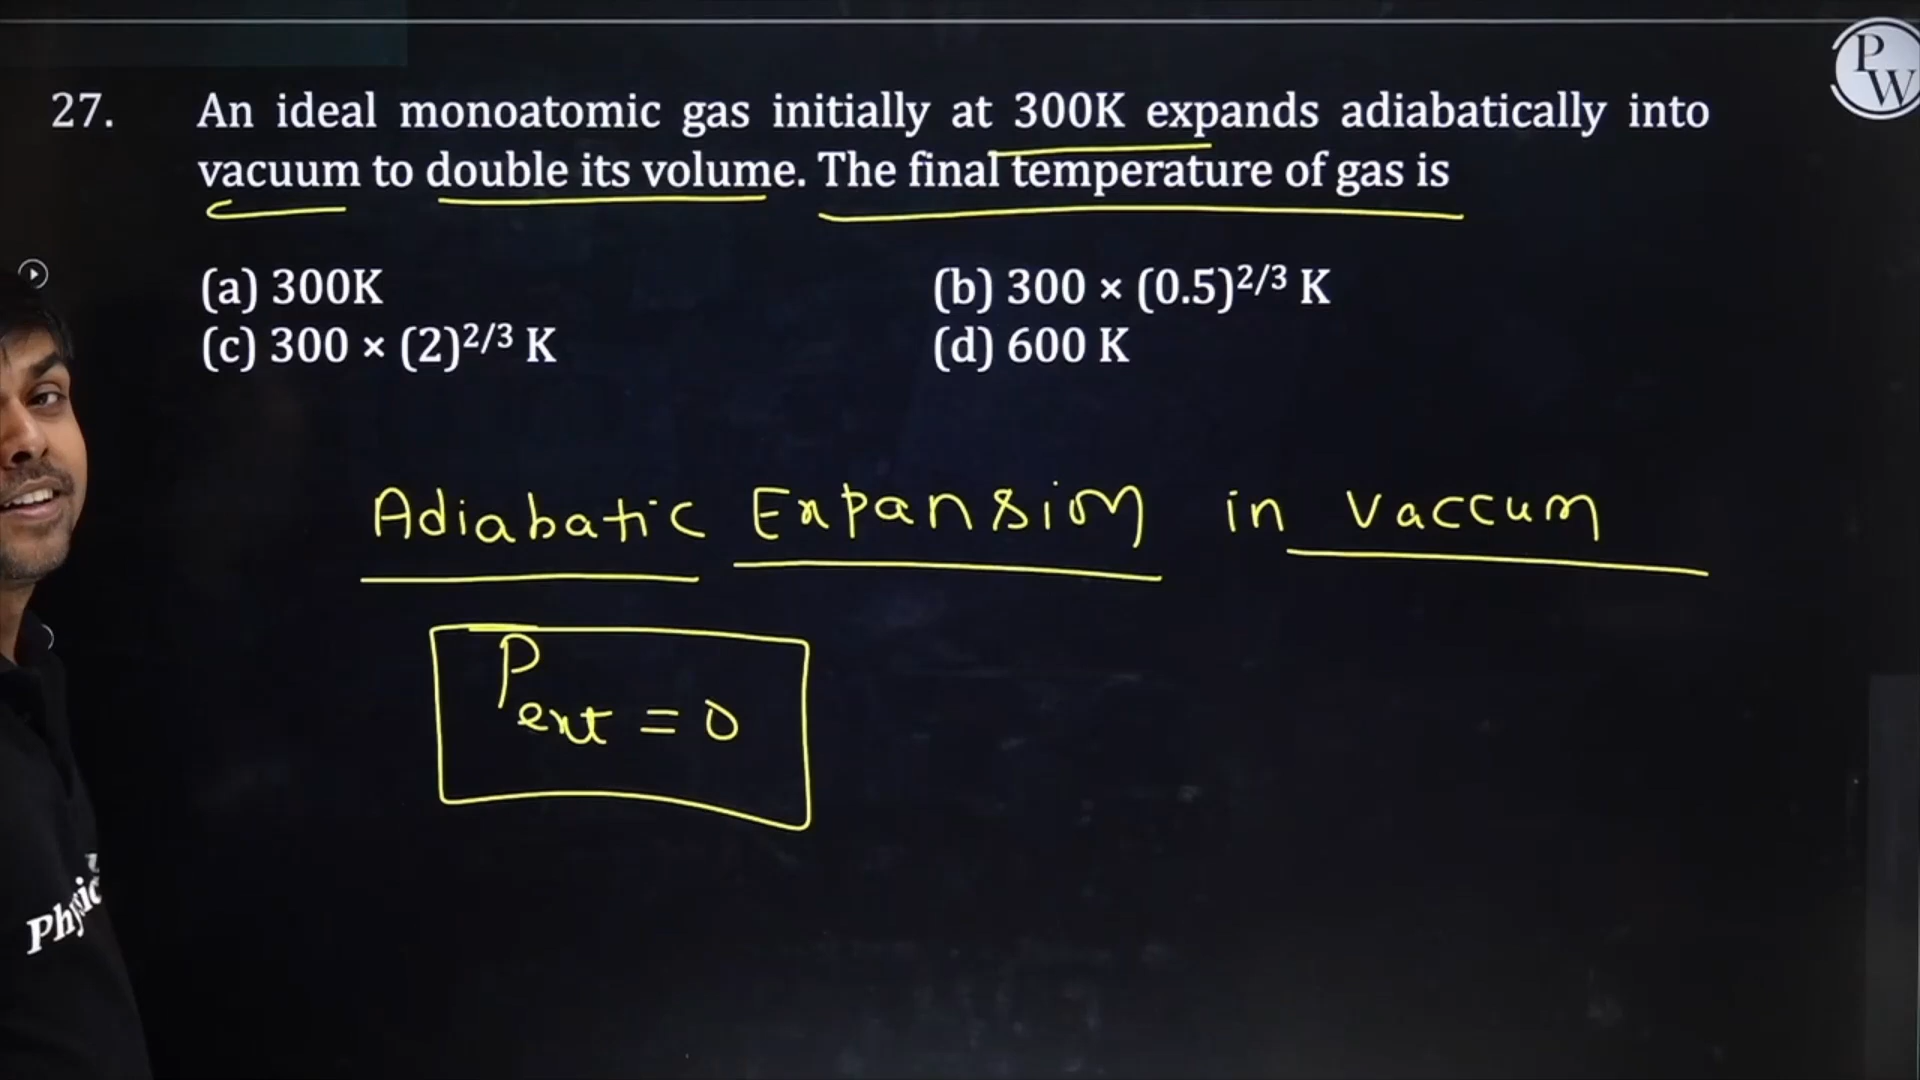 P
W
27. An ideal monoatomic gas initially at 300K expands adiabatically into
vacuum to double its volume. The final temperature of gas is
(a) 300K (b) 300 × (0.5)^2/3 K
(c) 300 × (2)^2/3 K (d) 600 K
Adiabatic Expansion in vaccum
Pext = 0